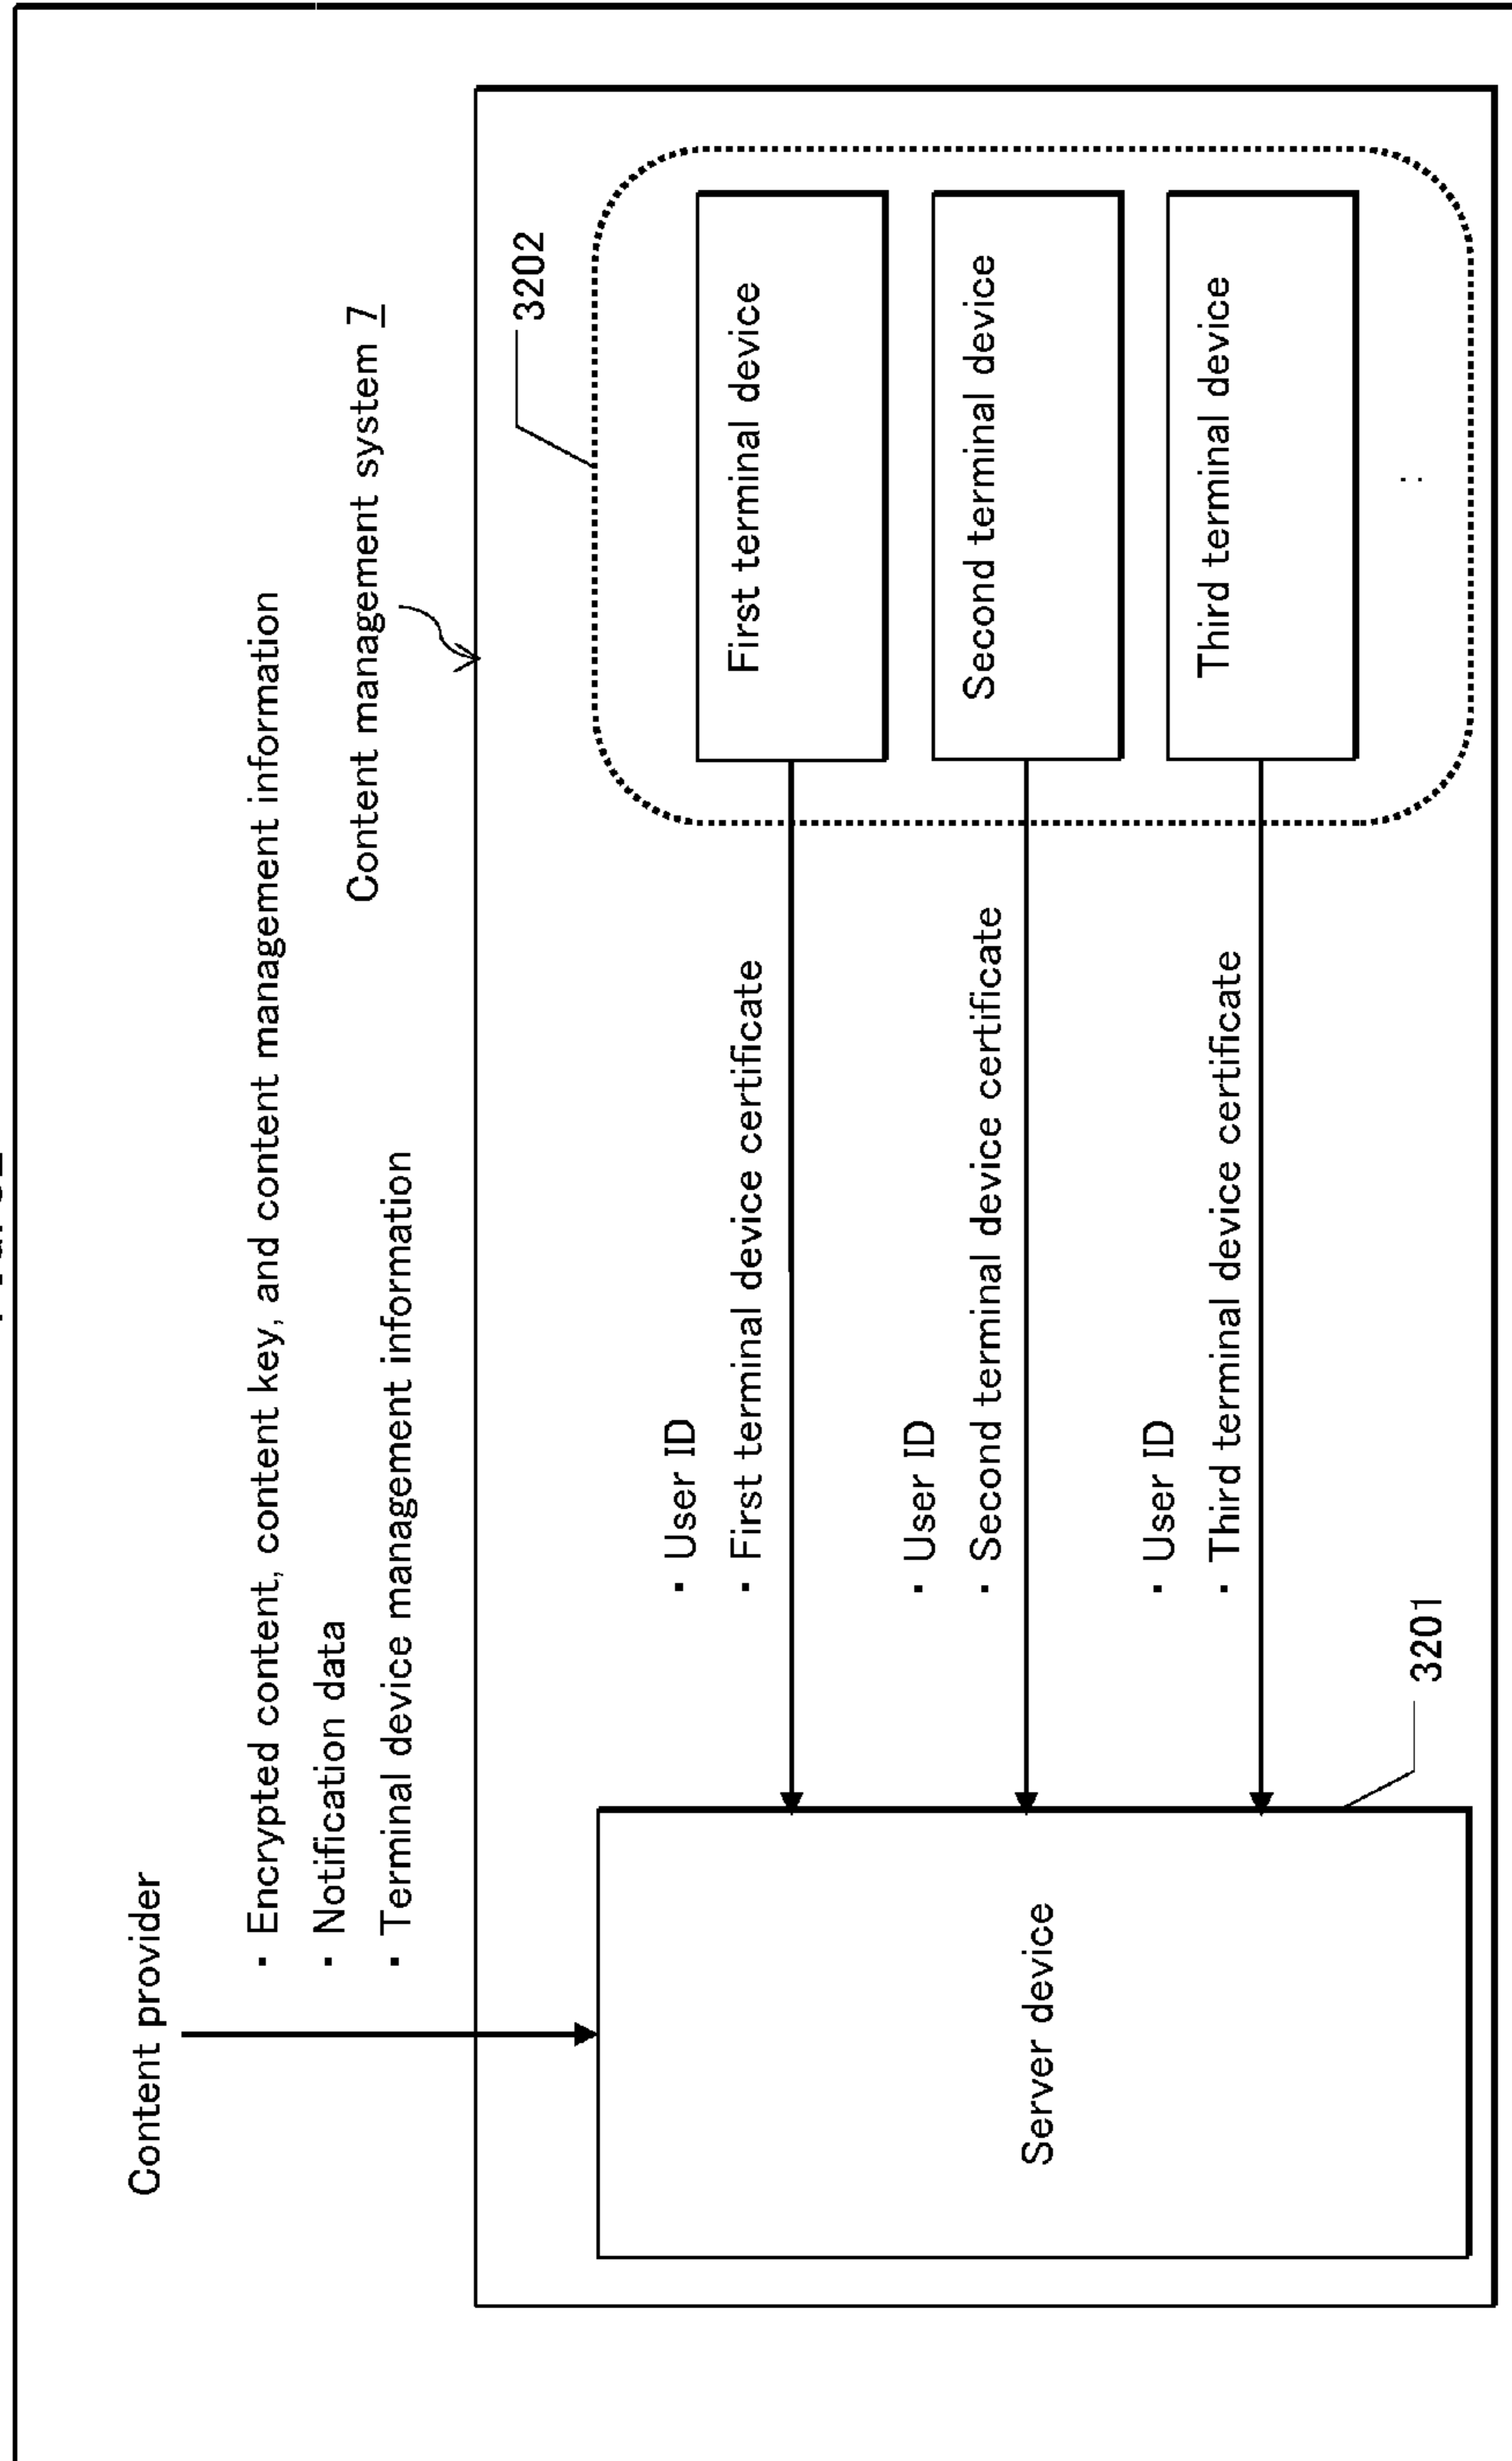 Content provider
· Encrypted content, content key, and content management information
· Notification data
· Terminal device management information
Content management system 7
3202
· User ID
· First terminal device certificate
First terminal device
· User ID
· Second terminal device certificate
Second terminal device
· User ID
· Third terminal device certificate
Third terminal device
:
Server device
3201